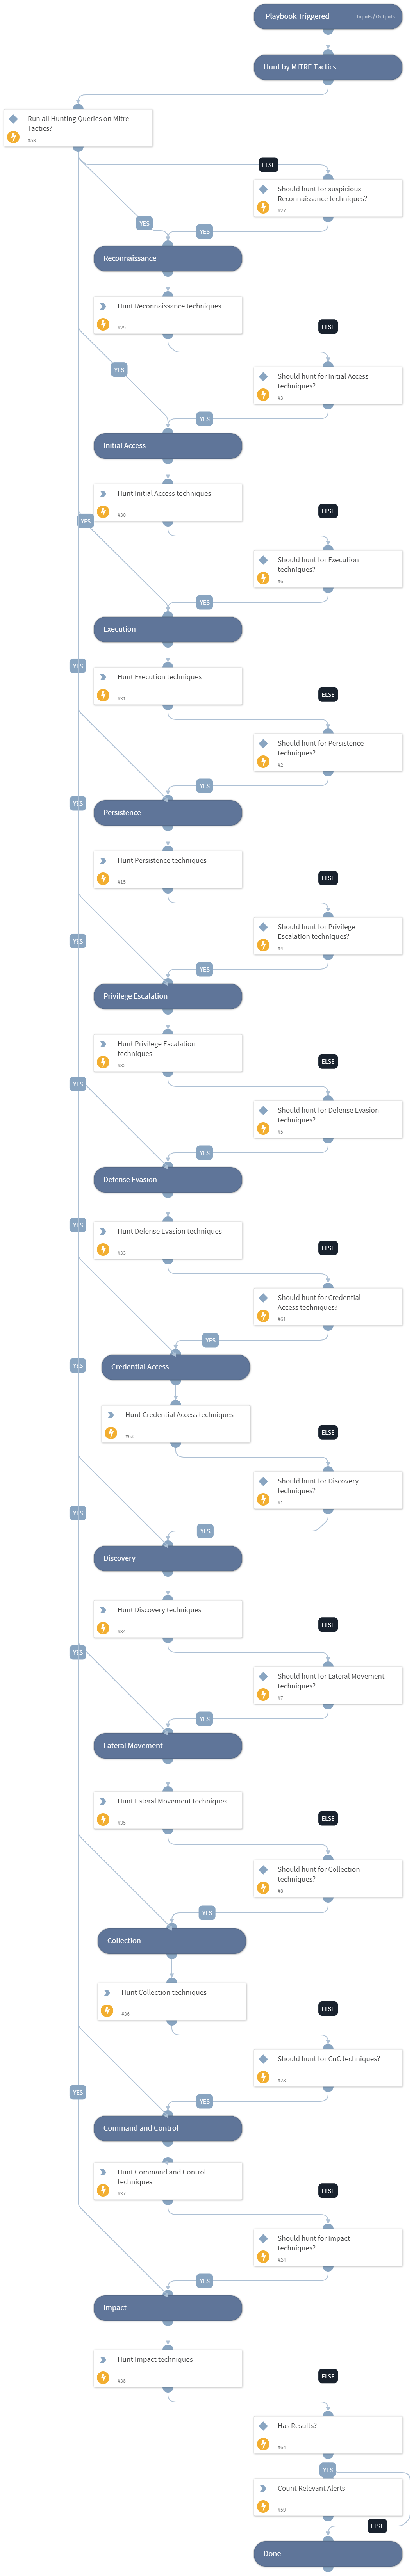 Playbook Triggered
Inputs / Outputs
Hunt by MITRE Tactics
Run all Hunting Queries on Mitre
Tactics?
#58
ELSE
Should hunt for suspicious
Reconnaissance techniques?
#27
YES
YES
Reconnaissance
Hunt Reconnaissance techniques
#29
ELSE
YES
Should hunt for Initial Access
techniques?
#3
YES
Initial Access
Hunt Initial Access techniques
#30
ELSE
YES
Should hunt for Execution
techniques?
#6
YES
Execution
YES
Hunt Execution techniques
#31
ELSE
Should hunt for Persistence
techniques?
#2
YES
YES
Persistence
Hunt Persistence techniques
#15
ELSE
Should hunt for Privilege
Escalation techniques?
#4
YES
YES
Privilege Escalation
Hunt Privilege Escalation
techniques
#32
ELSE
YES
Should hunt for Defense Evasion
techniques?
#5
YES
Defense Evasion
YES
Hunt Defense Evasion techniques
#33
ELSE
Should hunt for Credential
Access techniques?
#61
YES
YES
Credential Access
Hunt Credential Access techniques
#62
ELSE
Should hunt for Discovery
techniques?
#1
YES
YES
Discovery
Hunt Discovery techniques
#34
ELSE
YES
Should hunt for Lateral Movement
techniques?
#7
YES
Lateral Movement
Hunt Lateral Movement techniques
#35
ELSE
Should hunt for Collection
techniques?
#8
YES
Collection
Hunt Collection techniques
#36
ELSE
Should hunt for CnC techniques?
#23
YES
YES
Command and Control
Hunt Command and Control
techniques
#37
ELSE
Should hunt for Impact
techniques?
#24
YES
Impact
Hunt Impact techniques
#38
ELSE
Has Results?
#64
YES
Count Relevant Alerts
#59
ELSE
Done